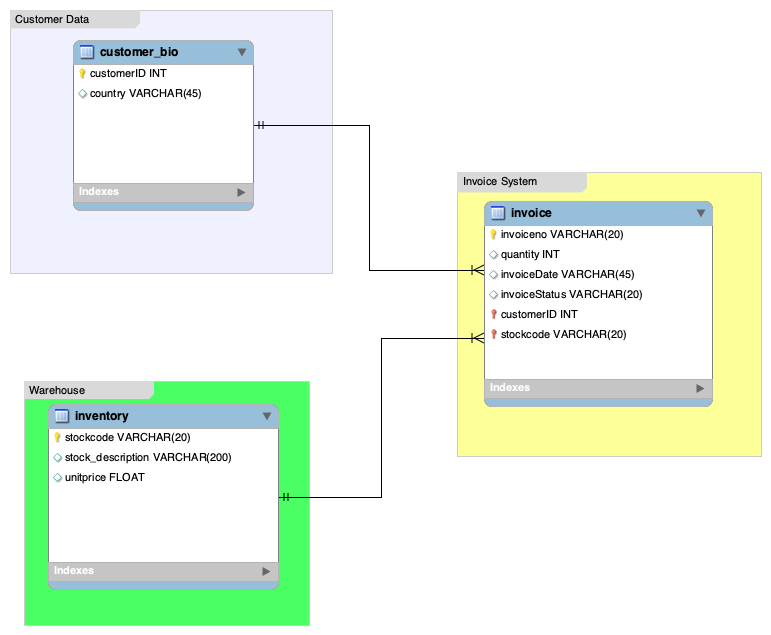 Customer Data
customer_bio
customerID INT
country VARCHAR(45)
Indexes
Invoice System
invoice
invoiceno VARCHAR(20)
quantity INT
invoiceDate VARCHAR(45)
invoiceStatus VARCHAR(20)
customerID INT
stockcode VARCHAR(20)
Indexes
Warehouse
inventory
stockcode VARCHAR(20)
stock_description VARCHAR(200)
unitprice FLOAT
Indexes